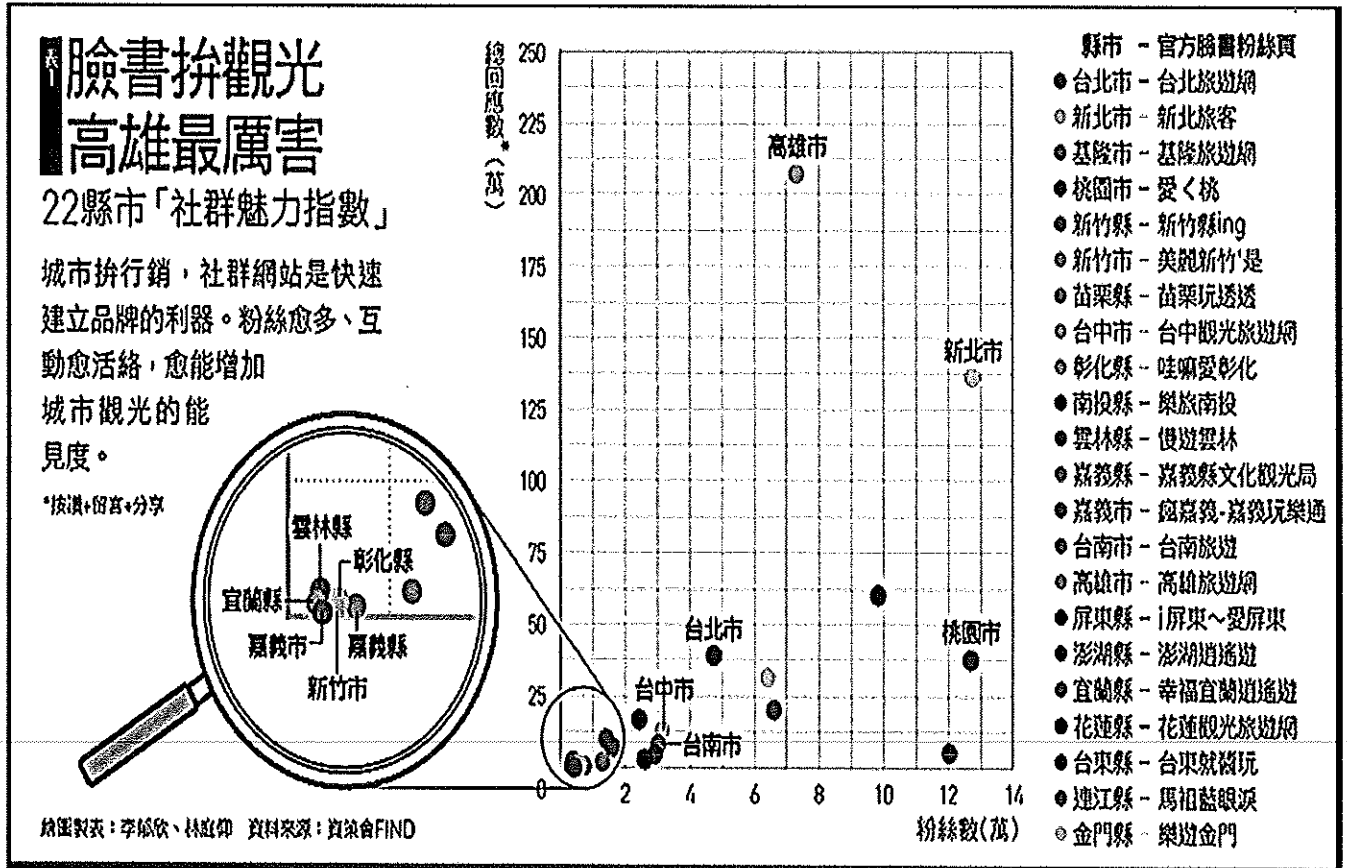 表1
臉書拚觀光
高雄最厲害
22縣市「社群魅力指數」
城市拚行銷，社群網站是快速
建立品牌的利器。粉絲愈多、互
動愈活絡，愈能增加
城市觀光的能
見度。
*按讚+留言+分享
雲林縣
彰化縣
宜蘭縣
嘉義市
嘉義縣
新竹市
總回應數*(萬)
250
225
200
175
150
125
100
75
50
25
0
2
4
6
8
10
12
14
粉絲數(萬)
高雄市
新北市
台北市
桃園市
台中市
台南市
縣市 - 官方臉書粉絲頁
台北市 - 台北旅遊網
新北市 - 新北旅客
基隆市 - 基隆旅遊網
桃園市 - 愛く桃
新竹縣 - 新竹縣ing
新竹市 - 美麗新竹'是
苗栗縣 - 苗栗玩透透
台中市 - 台中觀光旅遊網
彰化縣 - 哇嘛愛彰化
南投縣 - 樂旅南投
雲林縣 - 慢遊雲林
嘉義縣 - 嘉義縣文化觀光局
嘉義市 - 嘉義-嘉義玩樂通
台南市 - 台南旅遊
高雄市 - 高雄旅遊網
屏東縣 - i屏東～愛屏東
澎湖縣 - 澎湖逍遙遊
宜蘭縣 - 幸福宜蘭逍遙遊
花蓮縣 - 花蓮觀光旅遊網
台東縣 - 台東就醬玩
連江縣 - 馬祖藍眼淚
金門縣 - 樂遊金門
繪圖製表：李 、林 仰 資料來源：資策會FIND